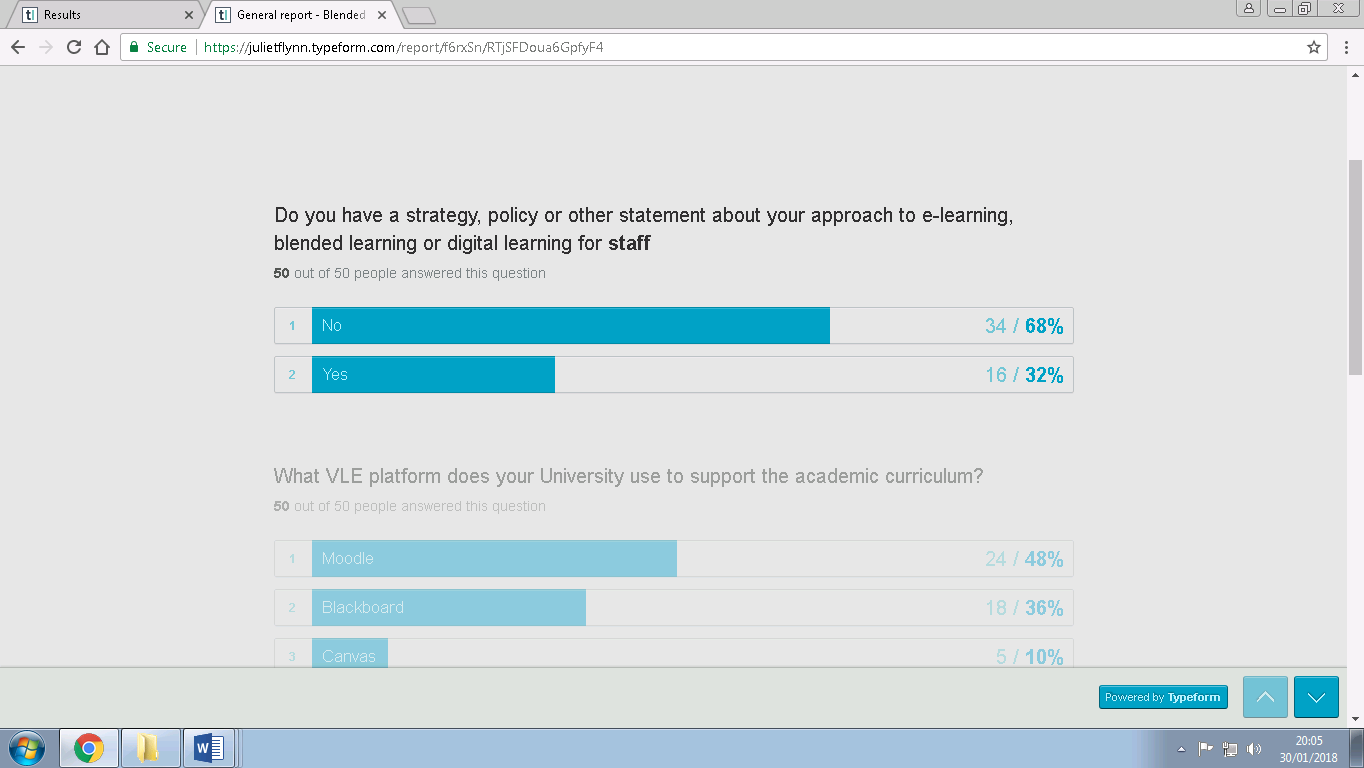 Results
General report - Blended
Secure
https://julietflynn.typeform.com/report/f6rxSn/RTjSFDoua6GpfyF4
Do you have a strategy, policy or other statement about your approach to e-learning,
blended learning or digital learning for staff
50 out of 50 people answered this question
1 No 34 / 68%
2 Yes 16 / 32%
What VLE platform does your University use to support the academic curriculum?
50 out of 50 people answered this question
1 Moodle 24 / 48%
2 Blackboard 18 / 36%
3 Canvas 5 / 10%
Powered by Typeform
20:05
30/01/2018